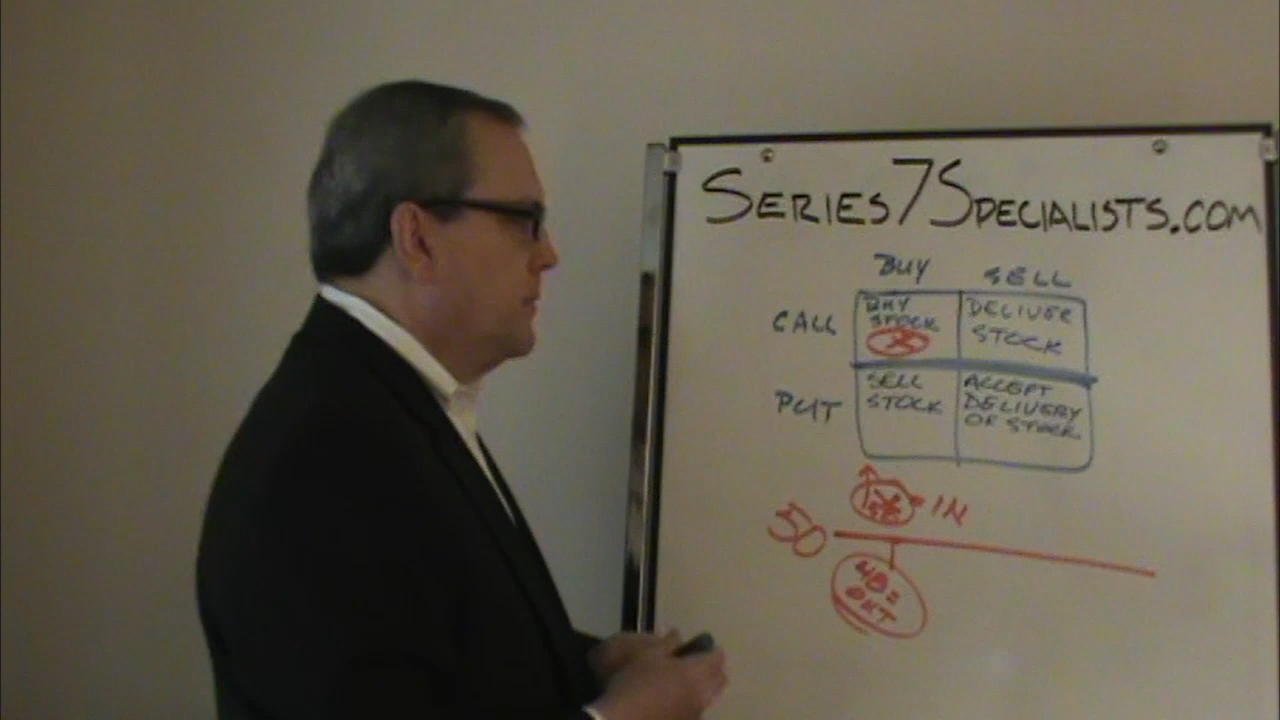 SERIES7SPECIALISTS.COM
BUY SELL
CALL BUY STOCK DELIVER STOCK
PUT SELL STOCK ACCEPT DELIVERY OF STOCK
IN
50
48 =
OUT